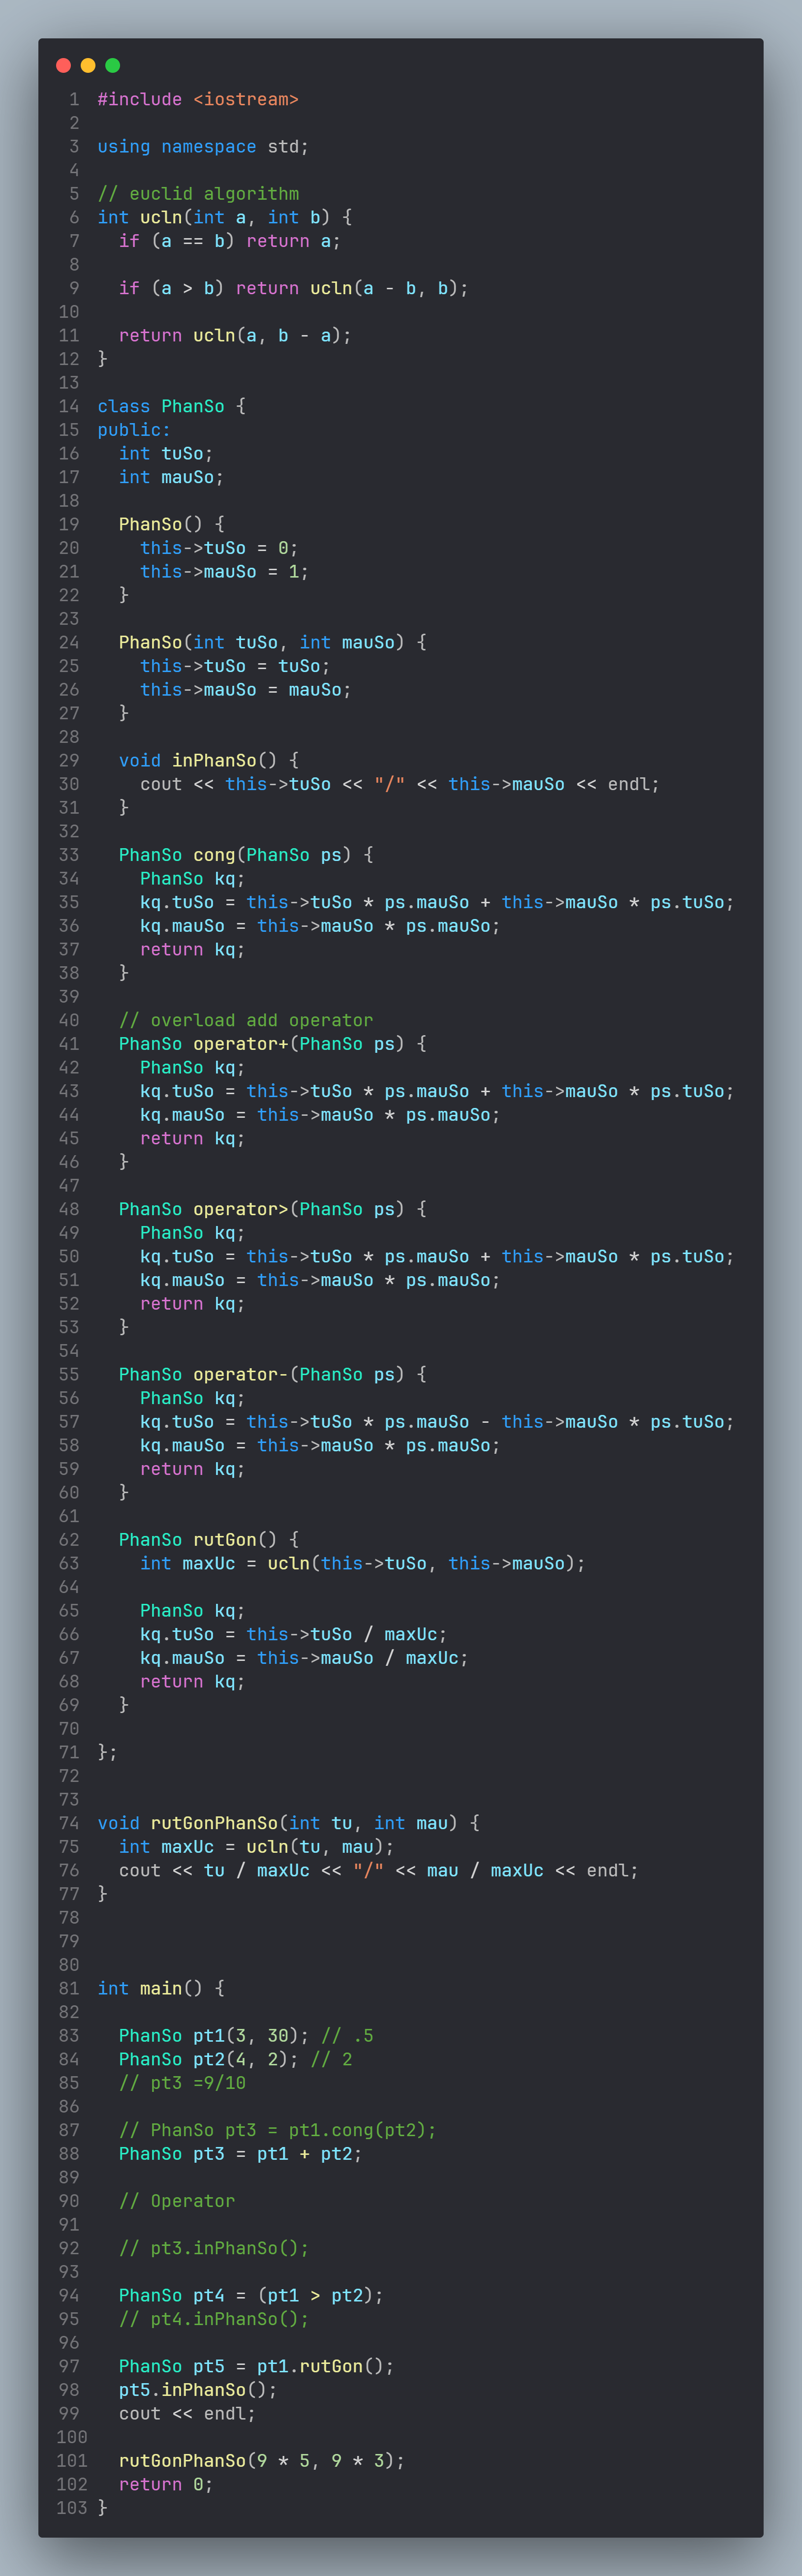 1 #include <iostream>
2
3 using namespace std;
4
5 // euclid algorithm
6 int ucln(int a, int b) {
7   if (a == b) return a;
8
9   if (a > b) return ucln(a - b, b);
10
11   return ucln(a, b - a);
12 }
13
14 class PhanSo {
15 public:
16   int tuSo;
17   int mauSo;
18
19   PhanSo() {
20     this->tuSo = 0;
21     this->mauSo = 1;
22   }
23
24   PhanSo(int tuSo, int mauSo) {
25     this->tuSo = tuSo;
26     this->mauSo = mauSo;
27   }
28
29   void inPhanSo() {
30     cout << this->tuSo << "/" << this->mauSo << endl;
31   }
32
33   PhanSo cong(PhanSo ps) {
34     PhanSo kq;
35     kq.tuSo = this->tuSo * ps.mauSo + this->mauSo * ps.tuSo;
36     kq.mauSo = this->mauSo * ps.mauSo;
37     return kq;
38   }
39
40   // overload add operator
41   PhanSo operator+(PhanSo ps) {
42     PhanSo kq;
43     kq.tuSo = this->tuSo * ps.mauSo + this->mauSo * ps.tuSo;
44     kq.mauSo = this->mauSo * ps.mauSo;
45     return kq;
46   }
47
48   PhanSo operator>(PhanSo ps) {
49     PhanSo kq;
50     kq.tuSo = this->tuSo * ps.mauSo + this->mauSo * ps.tuSo;
51     kq.mauSo = this->mauSo * ps.mauSo;
52     return kq;
53   }
54
55   PhanSo operator-(PhanSo ps) {
56     PhanSo kq;
57     kq.tuSo = this->tuSo * ps.mauSo - this->mauSo * ps.tuSo;
58     kq.mauSo = this->mauSo * ps.mauSo;
59     return kq;
60   }
61
62   PhanSo rutGon() {
63     int maxUc = ucln(this->tuSo, this->mauSo);
64
65     PhanSo kq;
66     kq.tuSo = this->tuSo / maxUc;
67     kq.mauSo = this->mauSo / maxUc;
68     return kq;
69   }
70
71 };
72
73
74 void rutGonPhanSo(int tu, int mau) {
75   int maxUc = ucln(tu, mau);
76   cout << tu / maxUc << "/" << mau / maxUc << endl;
77 }
78
79
80
81 int main() {
82
83   PhanSo pt1(3, 30); // .5
84   PhanSo pt2(4, 2); // 2
85   // pt3 =9/10
86
87   // PhanSo pt3 = pt1.cong(pt2);
88   PhanSo pt3 = pt1 + pt2;
89
90   // Operator
91
92   // pt3.inPhanSo();
93
94   PhanSo pt4 = (pt1 > pt2);
95   // pt4.inPhanSo();
96
97   PhanSo pt5 = pt1.rutGon();
98   pt5.inPhanSo();
99   cout << endl;
100
101   rutGonPhanSo(9 * 5, 9 * 3);
102   return 0;
103 }